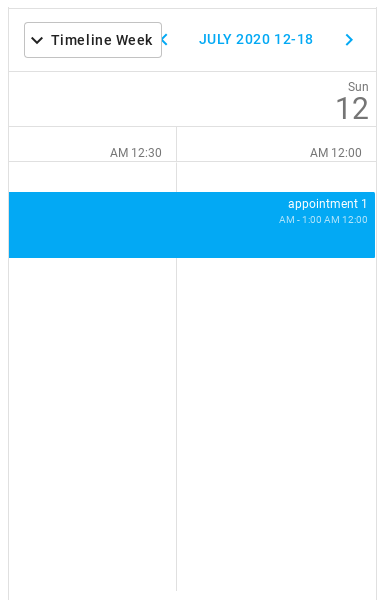 Timeline Week
JULY 2020 12-18
Sun
12
AM 12:30
AM 12:00
appointment 1
AM - 1:00 AM 12:00